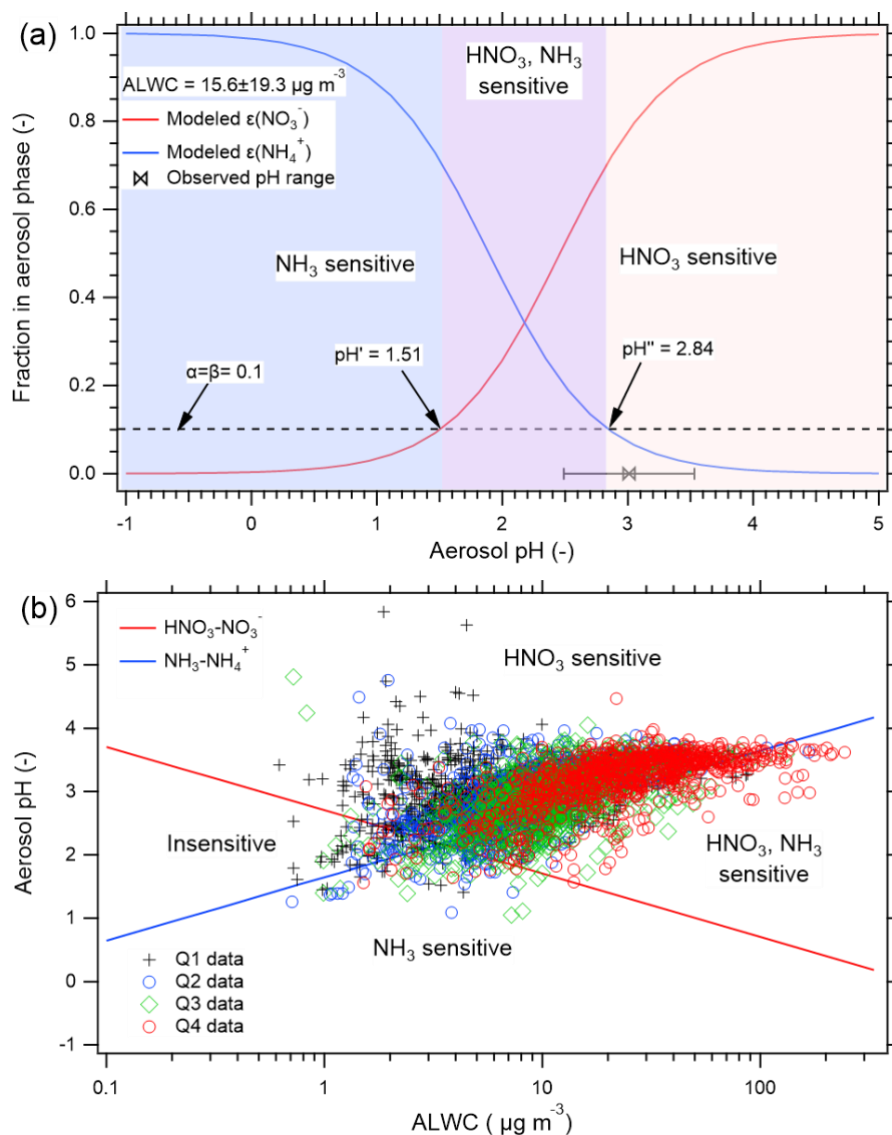 (a)
1.0
0.8
0.6
0.4
0.2
0.0
Fraction in aerosol phase (-)
ALWC = 15.6±19.3 µg m⁻³
Modeled ε(NO₃⁻)
Modeled ε(NH₄⁺)
Observed pH range
HNO₃, NH₃
sensitive
NH₃ sensitive
HNO₃ sensitive
α=β= 0.1
pH' = 1.51
pH'' = 2.84
-1
0
1
2
3
4
5
Aerosol pH (-)
(b)
6
5
4
3
2
1
0
-1
Aerosol pH (-)
HNO₃-NO₃⁻
NH₃-NH₄⁺
HNO₃ sensitive
Insensitive
HNO₃, NH₃
sensitive
NH₃ sensitive
Q1 data
Q2 data
Q3 data
Q4 data
0.1
1
10
100
ALWC ( µg m⁻³)